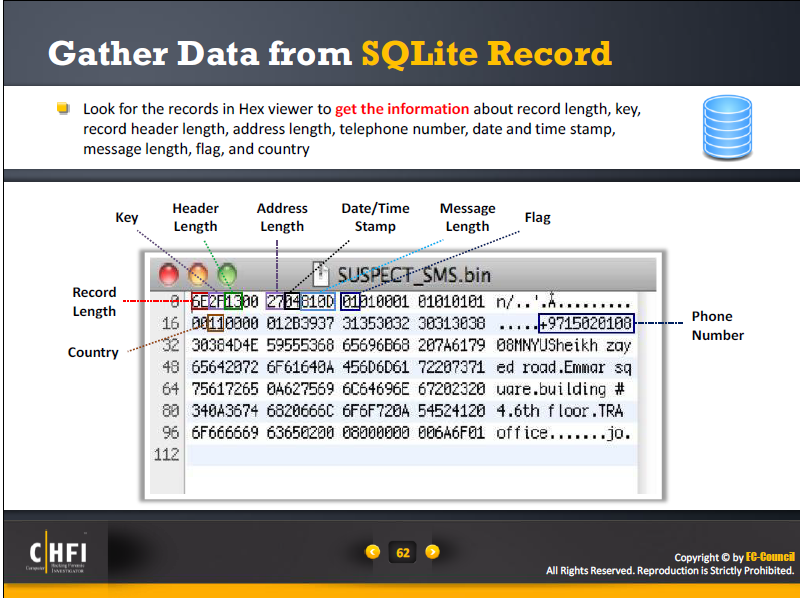 Gather Data from SQLite Record
Look for the records in Hex viewer to get the information about record length, key,
record header length, address length, telephone number, date and time stamp,
message length, flag, and country
Key
Header
Length
Address
Length
Date/Time
Stamp
Message
Length
Flag
Record
Length
Country
Phone
Number
SUSPECT_SMS.bin
0 6E2F1300 2704810D 01010001 01010101 n/..'.Å.........
16 00110000 012B3937 31353032 30313038 .....+9715020108
32 30384D4E 59555368 65696B68 207A6179 08MNYUSheikh zay
48 65642072 6F61640A 456D6D61 72207371 ed road.Emmar sq
64 75617265 0A627569 6C64696E 67202320 uare.building #
80 340A3674 6820666C 6F6F720A 54524120 4.6th floor.TRA
96 6F666669 63650200 08000000 006A6F01 office.......jo.
112
CHFI
Computer
Hacking Forensic
INVESTIGATOR
62
Copyright © by EC-Council
All Rights Reserved. Reproduction is Strictly Prohibited.